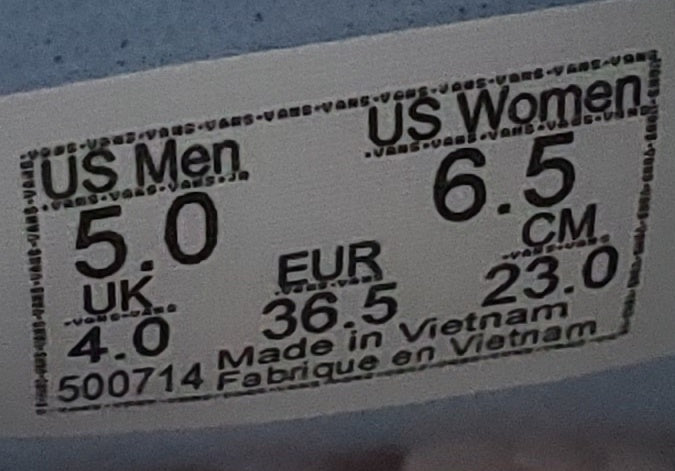 US Men US Women
5.0 6.5
UK EUR CM
4.0 36.5 23.0
Made in Vietnam
500714 Fabrique en Vietnam